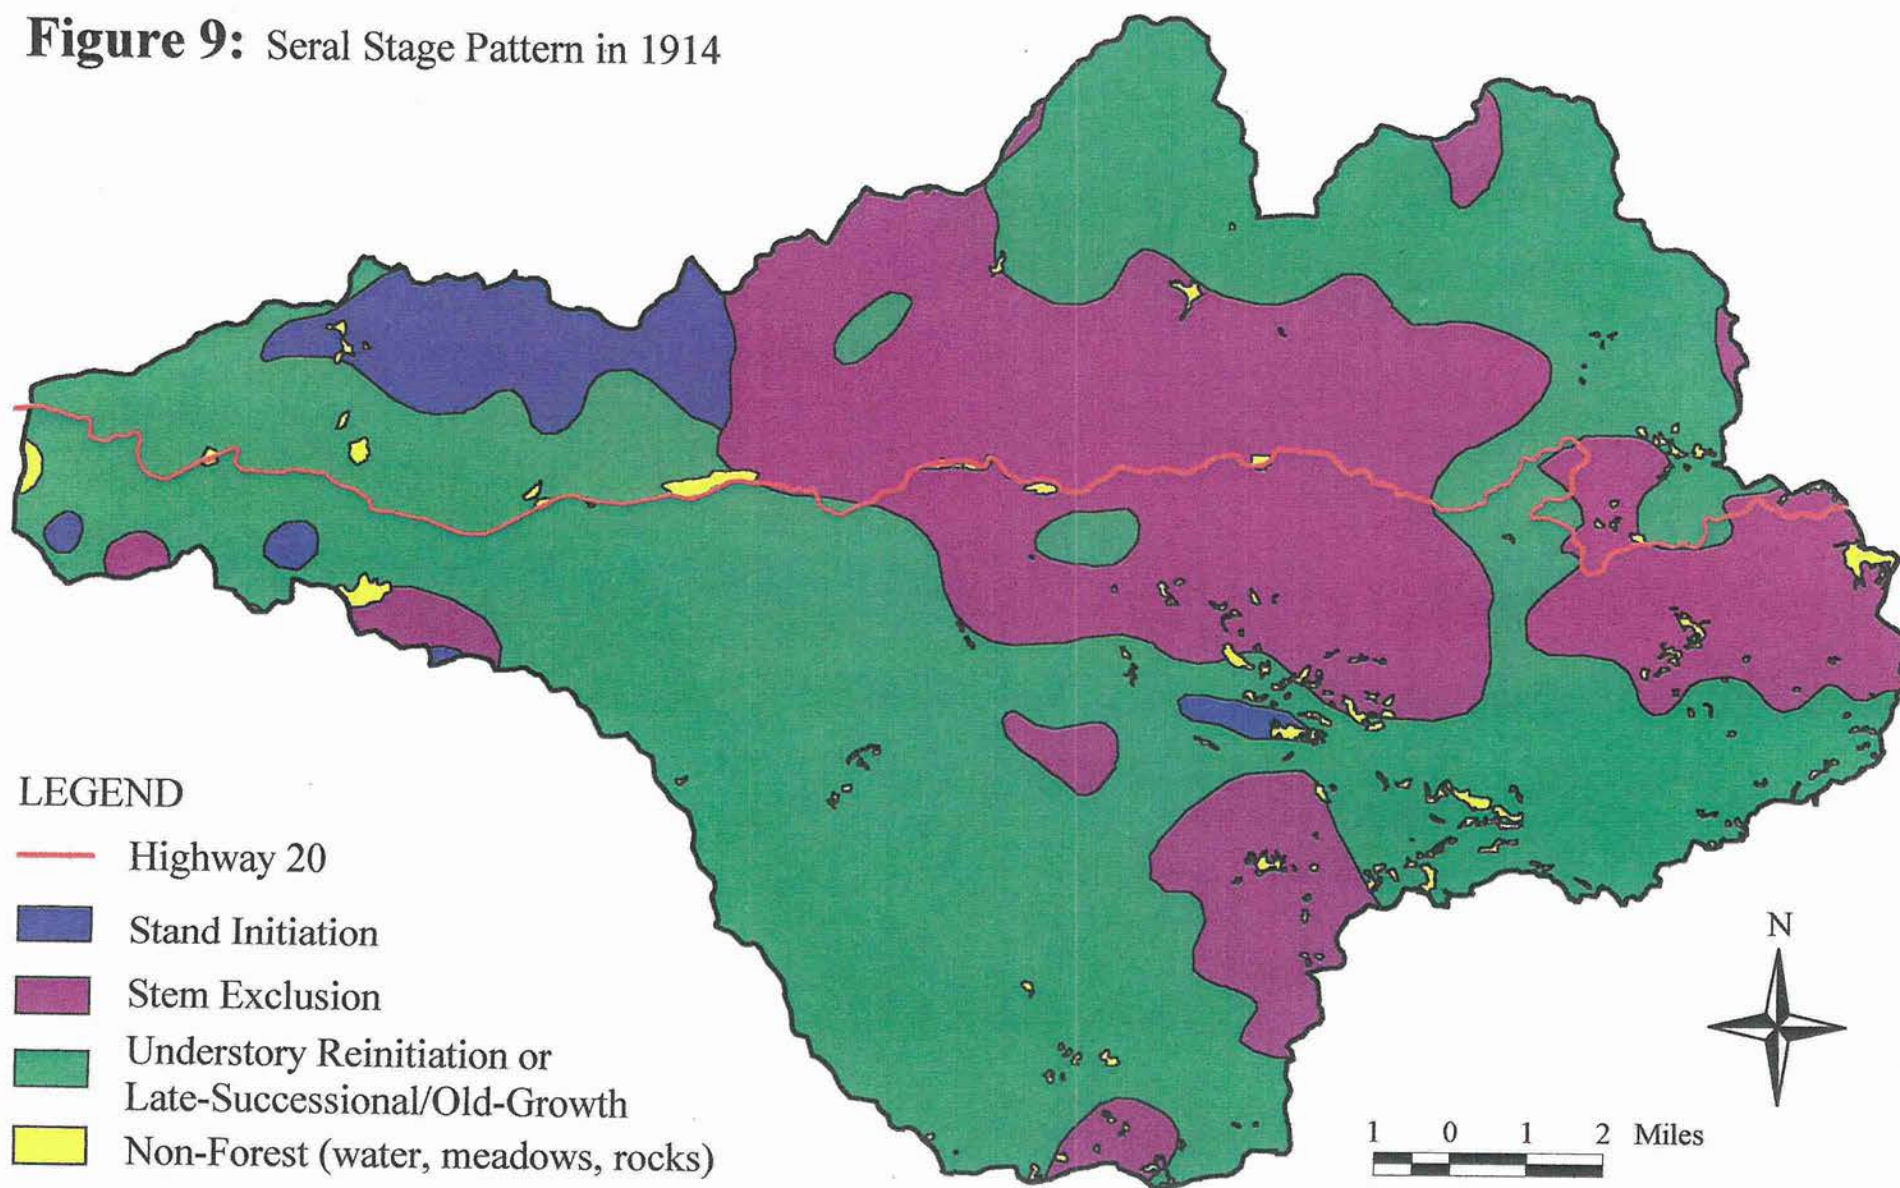 Figure 9: Seral Stage Pattern in 1914
LEGEND
Highway 20
Stand Initiation
Stem Exclusion
Understory Reinitiation or
Late-Successional/Old-Growth
Non-Forest (water, meadows, rocks)
N
1 0 1 2 Miles